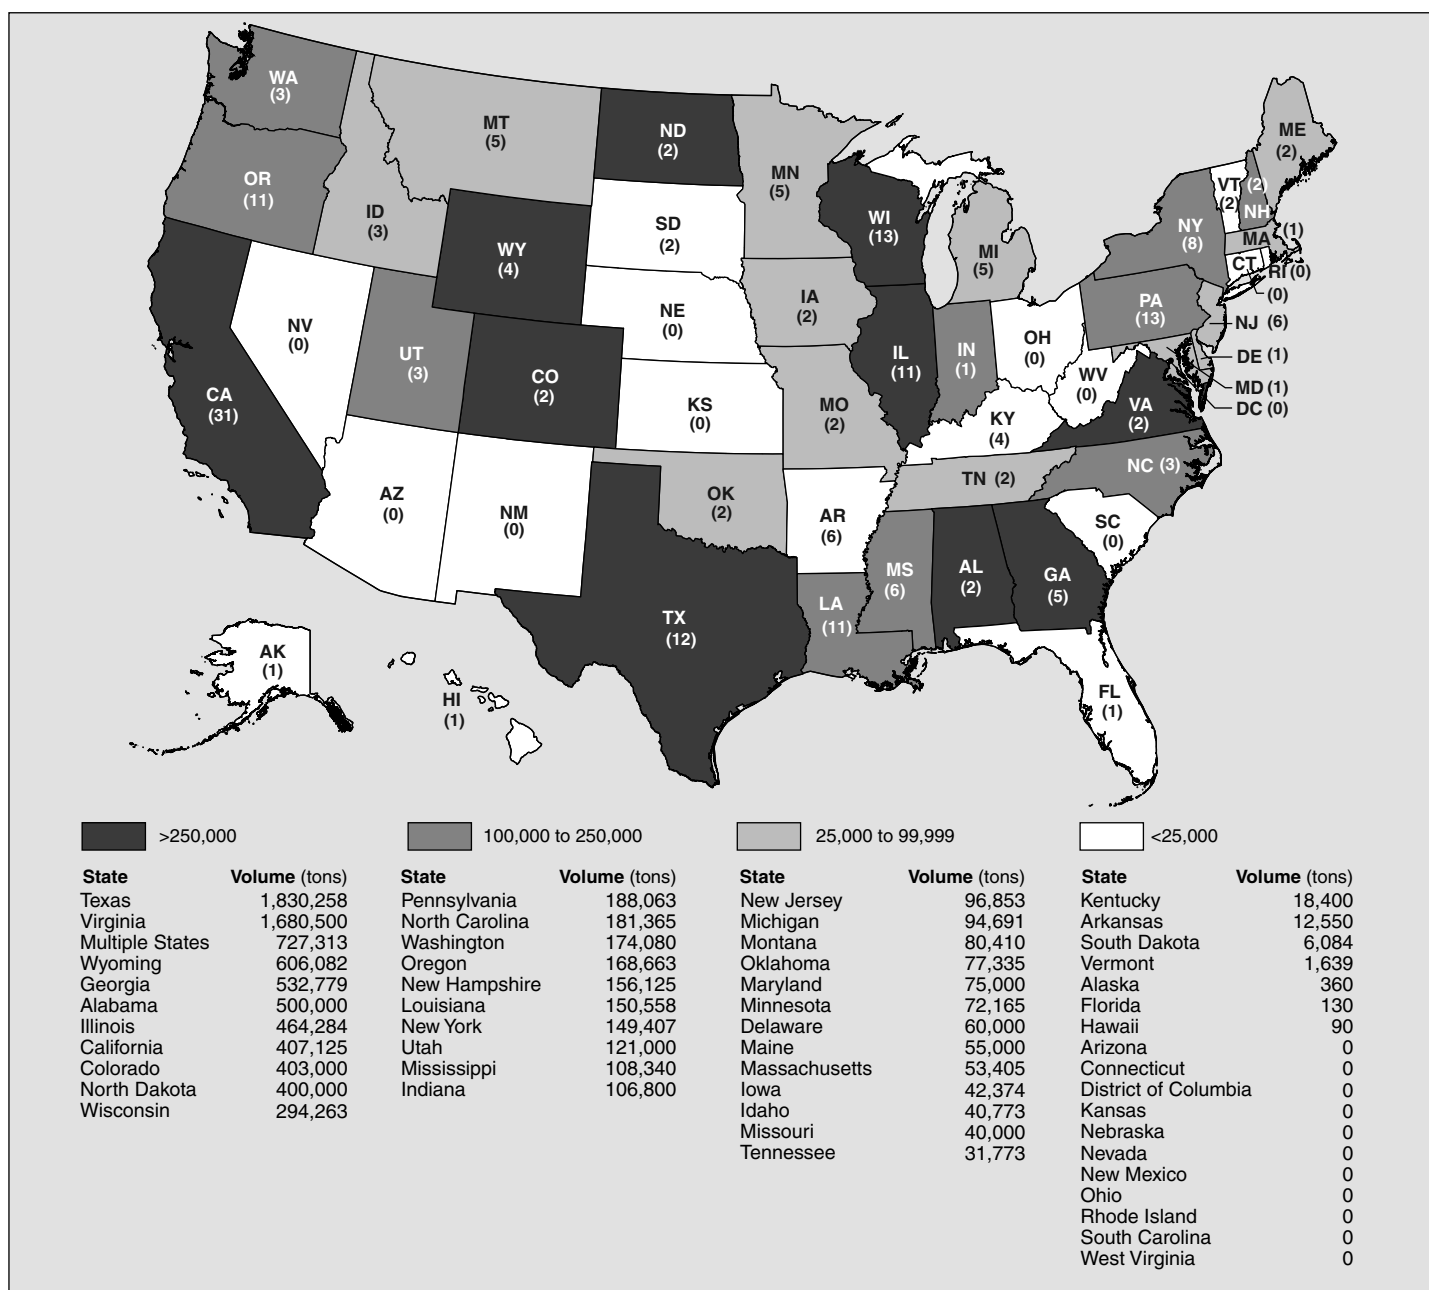 WA
(3)
MT
(5)
ND
(2)
MN
(5)
ME
(2)
OR
(11)
ID
(3)
WY
(4)
SD
(2)
WI
(13)
MI
(5)
NY
(8)
VT
(2)
(2)
NH
MA
(1)
CT
RI (0)
(0)
NV
(0)
UT
(3)
CO
(2)
NE
(0)
IA
(2)
IL
(11)
IN
(1)
OH
(0)
PA
(13)
NJ (6)
DE (1)
MD (1)
DC (0)
CA
(31)
KS
(0)
MO
(2)
KY
(4)
WV
(0)
VA
(2)
AZ
(0)
NM
(0)
OK
(2)
AR
(6)
TN (2)
NC (3)
SC
(0)
TX
(12)
LA
(11)
MS
(6)
AL
(2)
GA
(5)
FL
(1)
AK
(1)
HI
(1)
>250,000
State Volume (tons)
Texas 1,830,258
Virginia 1,680,500
Multiple States 727,313
Wyoming 606,082
Georgia 532,779
Alabama 500,000
Illinois 464,284
California 407,125
Colorado 403,000
North Dakota 400,000
Wisconsin 294,263
100,000 to 250,000
State Volume (tons)
Pennsylvania 188,063
North Carolina 181,365
Washington 174,080
Oregon 168,663
New Hampshire 156,125
Louisiana 150,558
New York 149,407
Utah 121,000
Mississippi 108,340
Indiana 106,800
25,000 to 99,999
State Volume (tons)
New Jersey 96,853
Michigan 94,691
Montana 80,410
Oklahoma 77,335
Maryland 75,000
Minnesota 72,165
Delaware 60,000
Maine 55,000
Massachusetts 53,405
Iowa 42,374
Idaho 40,773
Missouri 40,000
Tennessee 31,773
<25,000
State Volume (tons)
Kentucky 18,400
Arkansas 12,550
South Dakota 6,084
Vermont 1,639
Alaska 360
Florida 130
Hawaii 90
Arizona 0
Connecticut 0
District of Columbia 0
Kansas 0
Nebraska 0
Nevada 0
New Mexico 0
Ohio 0
Rhode Island 0
South Carolina 0
West Virginia 0